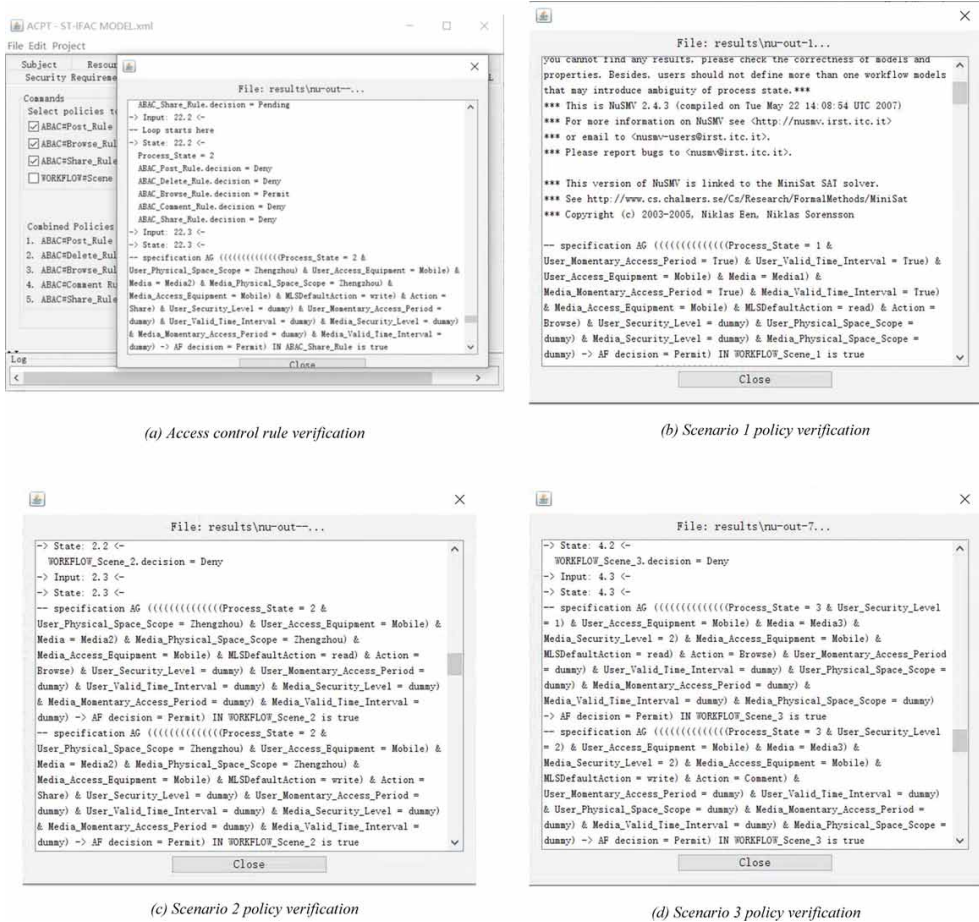 ACPT - ST-IFAC MODEL.xml
File Edit Project
Subject Resour
Security Requireme
Commands
Select policies to
ABAC#Post_Rule
ABAC#Browse_Rule
ABAC#Share_Rule
WORKFLOW#Scene
Combined Policies
1. ABAC#Post_Rule
2. ABAC#Delete_Rul
3. ABAC#Browse_Rul
4. ABAC#Comment Ru
5. ABAC#Share_Rule
Log
File: results\nu-out--...
ABAC_Share_Rule.decision = Pending
-> Input: 22.2 <-
-- Loop starts here
-> State: 22.2 <-
Process_State = 2
ABAC_Post_Rule.decision = Deny
ABAC_Delete_Rule.decision = Deny
ABAC_Browse_Rule.decision = Permit
ABAC_Comment_Rule.decision = Deny
ABAC_Share_Rule.decision = Deny
-> Input: 22.3 <-
-> State: 22.3 <-
-- specification AG ((((((((((((((Process_State = 2 &
User_Physical_Space_Scope = Zhengzhou) & User_Access_Equipment = Mobile) &
Media = Media2) & Media_Physical_Space_Scope = Zhengzhou) &
Media_Access_Equipment = Mobile) & MLSDefaultAction = write) & Action =
Share) & User_Security_Level = dummy) & User_Momentary_Access_Period =
dummy) & User_Valid_Time_Interval = dummy) & Media_Security_Level = dummy)
& Media_Momentary_Access_Period = dummy) & Media_Valid_Time_Interval =
dummy) -> AF decision = Permit) IN ABAC_Share_Rule is true
Close
(a) Access control rule verification
File: results\nu-out-1...
you cannot find any results, please check the correctness of models and
properties. Besides, users should not define more than one workflow models
that may introduce ambiguity of process state.***
*** This is NuSMV 2.4.3 (compiled on Tue May 22 14:08:54 UTC 2007)
*** For more information on NuSMV see <http://nusmv.irst.itc.it>
*** or email to <nusmv-users@irst.itc.it>.
*** Please report bugs to <nusmv@irst.itc.it>.
*** This version of NuSMV is linked to the MiniSat SAT solver.
*** See http://www.cs.chalmers.se/Cs/Research/FormalMethods/MiniSat
*** Copyright (c) 2003-2005, Niklas Een, Niklas Sorensson
-- specification AG ((((((((((((((Process_State = 1 &
User_Momentary_Access_Period = True) & User_Valid_Time_Interval = True) &
User_Access_Equipment = Mobile) & Media = Media1) &
Media_Momentary_Access_Period = True) & Media_Valid_Time_Interval = True)
& Media_Access_Equipment = Mobile) & MLSDefaultAction = read) & Action =
Browse) & User_Security_Level = dummy) & User_Physical_Space_Scope =
dummy) & Media_Security_Level = dummy) & Media_Physical_Space_Scope =
dummy) -> AF decision = Permit) IN WORKFLOW_Scene_1 is true
Close
(b) Scenario 1 policy verification
File: results\nu-out--...
-> State: 2.2 <-
WORKFLOW_Scene_2.decision = Deny
-> Input: 2.3 <-
-> State: 2.3 <-
-- specification AG ((((((((((((((Process_State = 2 &
User_Physical_Space_Scope = Zhengzhou) & User_Access_Equipment = Mobile) &
Media = Media2) & Media_Physical_Space_Scope = Zhengzhou) &
Media_Access_Equipment = Mobile) & MLSDefaultAction = read) & Action =
Browse) & User_Security_Level = dummy) & User_Momentary_Access_Period =
dummy) & User_Valid_Time_Interval = dummy) & Media_Security_Level = dummy)
& Media_Momentary_Access_Period = dummy) & Media_Valid_Time_Interval =
dummy) -> AF decision = Permit) IN WORKFLOW_Scene_2 is true
-- specification AG ((((((((((((((Process_State = 2 &
User_Physical_Space_Scope = Zhengzhou) & User_Access_Equipment = Mobile) &
Media = Media2) & Media_Physical_Space_Scope = Zhengzhou) &
Media_Access_Equipment = Mobile) & MLSDefaultAction = write) & Action =
Share) & User_Security_Level = dummy) & User_Momentary_Access_Period =
dummy) & User_Valid_Time_Interval = dummy) & Media_Security_Level = dummy)
& Media_Momentary_Access_Period = dummy) & Media_Valid_Time_Interval =
dummy) -> AF decision = Permit) IN WORKFLOW_Scene_2 is true
Close
(c) Scenario 2 policy verification
File: results\nu-out-7...
-> State: 4.2 <-
WORKFLOW_Scene_3.decision = Deny
-> Input: 4.3 <-
-> State: 4.3 <-
-- specification AG ((((((((((((((Process_State = 3 & User_Security_Level
= 1) & User_Access_Equipment = Mobile) & Media = Media3) &
Media_Security_Level = 2) & Media_Access_Equipment = Mobile) &
MLSDefaultAction = read) & Action = Browse) & User_Momentary_Access_Period
= dummy) & User_Valid_Time_Interval = dummy) & User_Physical_Space_Scope =
dummy) & Media_Momentary_Access_Period = dummy) &
Media_Valid_Time_Interval = dummy) & Media_Physical_Space_Scope = dummy)
-> AF decision = Permit) IN WORKFLOW_Scene_3 is true
-- specification AG ((((((((((((((Process_State = 3 & User_Security_Level
= 2) & User_Access_Equipment = Mobile) & Media = Media3) &
Media_Security_Level = 2) & Media_Access_Equipment = Mobile) &
MLSDefaultAction = write) & Action = Comment) &
User_Momentary_Access_Period = dummy) & User_Valid_Time_Interval = dummy)
& User_Physical_Space_Scope = dummy) & Media_Momentary_Access_Period =
dummy) & Media_Valid_Time_Interval = dummy) & Media_Physical_Space_Scope =
dummy) -> AF decision = Permit) IN WORKFLOW_Scene_3 is true
Close
(d) Scenario 3 policy verification